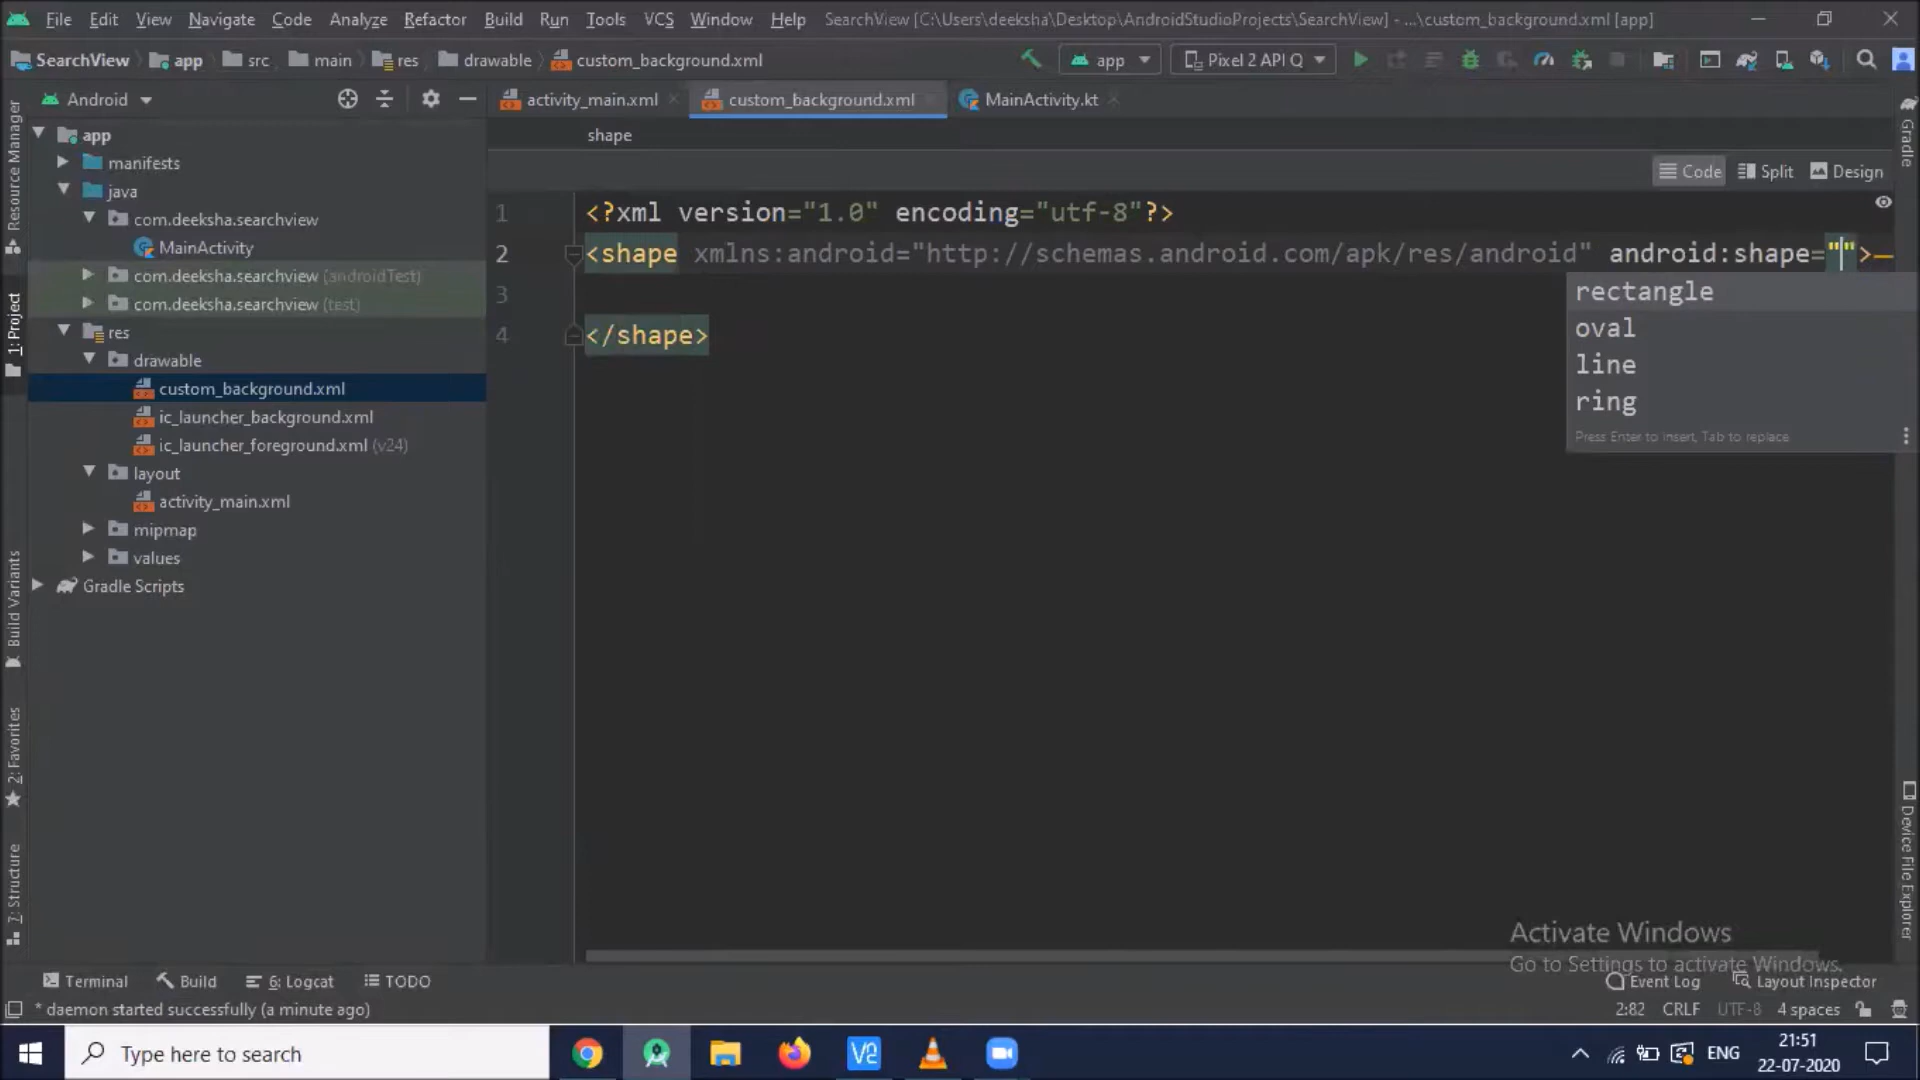 File Edit View Navigate Code Analyze Refactor Build Run Tools VCS Window Help SearchView [C:\Users\deeksha\Desktop\AndroidStudioProjects\SearchView] - ...\custom_background.xml [app]
SearchView app src main res drawable custom_background.xml app Pixel 2 API Q
Android activity_main.xml custom_background.xml MainActivity.kt
shape
Code Split Design
Resource Manager
1: Project
Build Variants
2: Favorites
7: Structure
app
manifests
java
com.deeksha.searchview
MainActivity
com.deeksha.searchview (androidTest)
com.deeksha.searchview (test)
res
drawable
custom_background.xml
ic_launcher_background.xml
ic_launcher_foreground.xml (v24)
layout
activity_main.xml
mipmap
values
Gradle Scripts
1 <?xml version="1.0" encoding="utf-8"?>
2 <shape xmlns:android="http://schemas.android.com/apk/res/android" android:shape="">
3
4 </shape>
rectangle
oval
line
ring
Press Enter to insert, Tab to replace
Gradle
Device File Explorer
Activate Windows
Go to Settings to activate Windows.
Terminal Build 6: Logcat TODO Event Log Layout Inspector
* daemon started successfully (a minute ago) 2:82 CRLF UTF-8 4 spaces
Type here to search V2 ENG 21:51
22-07-2020